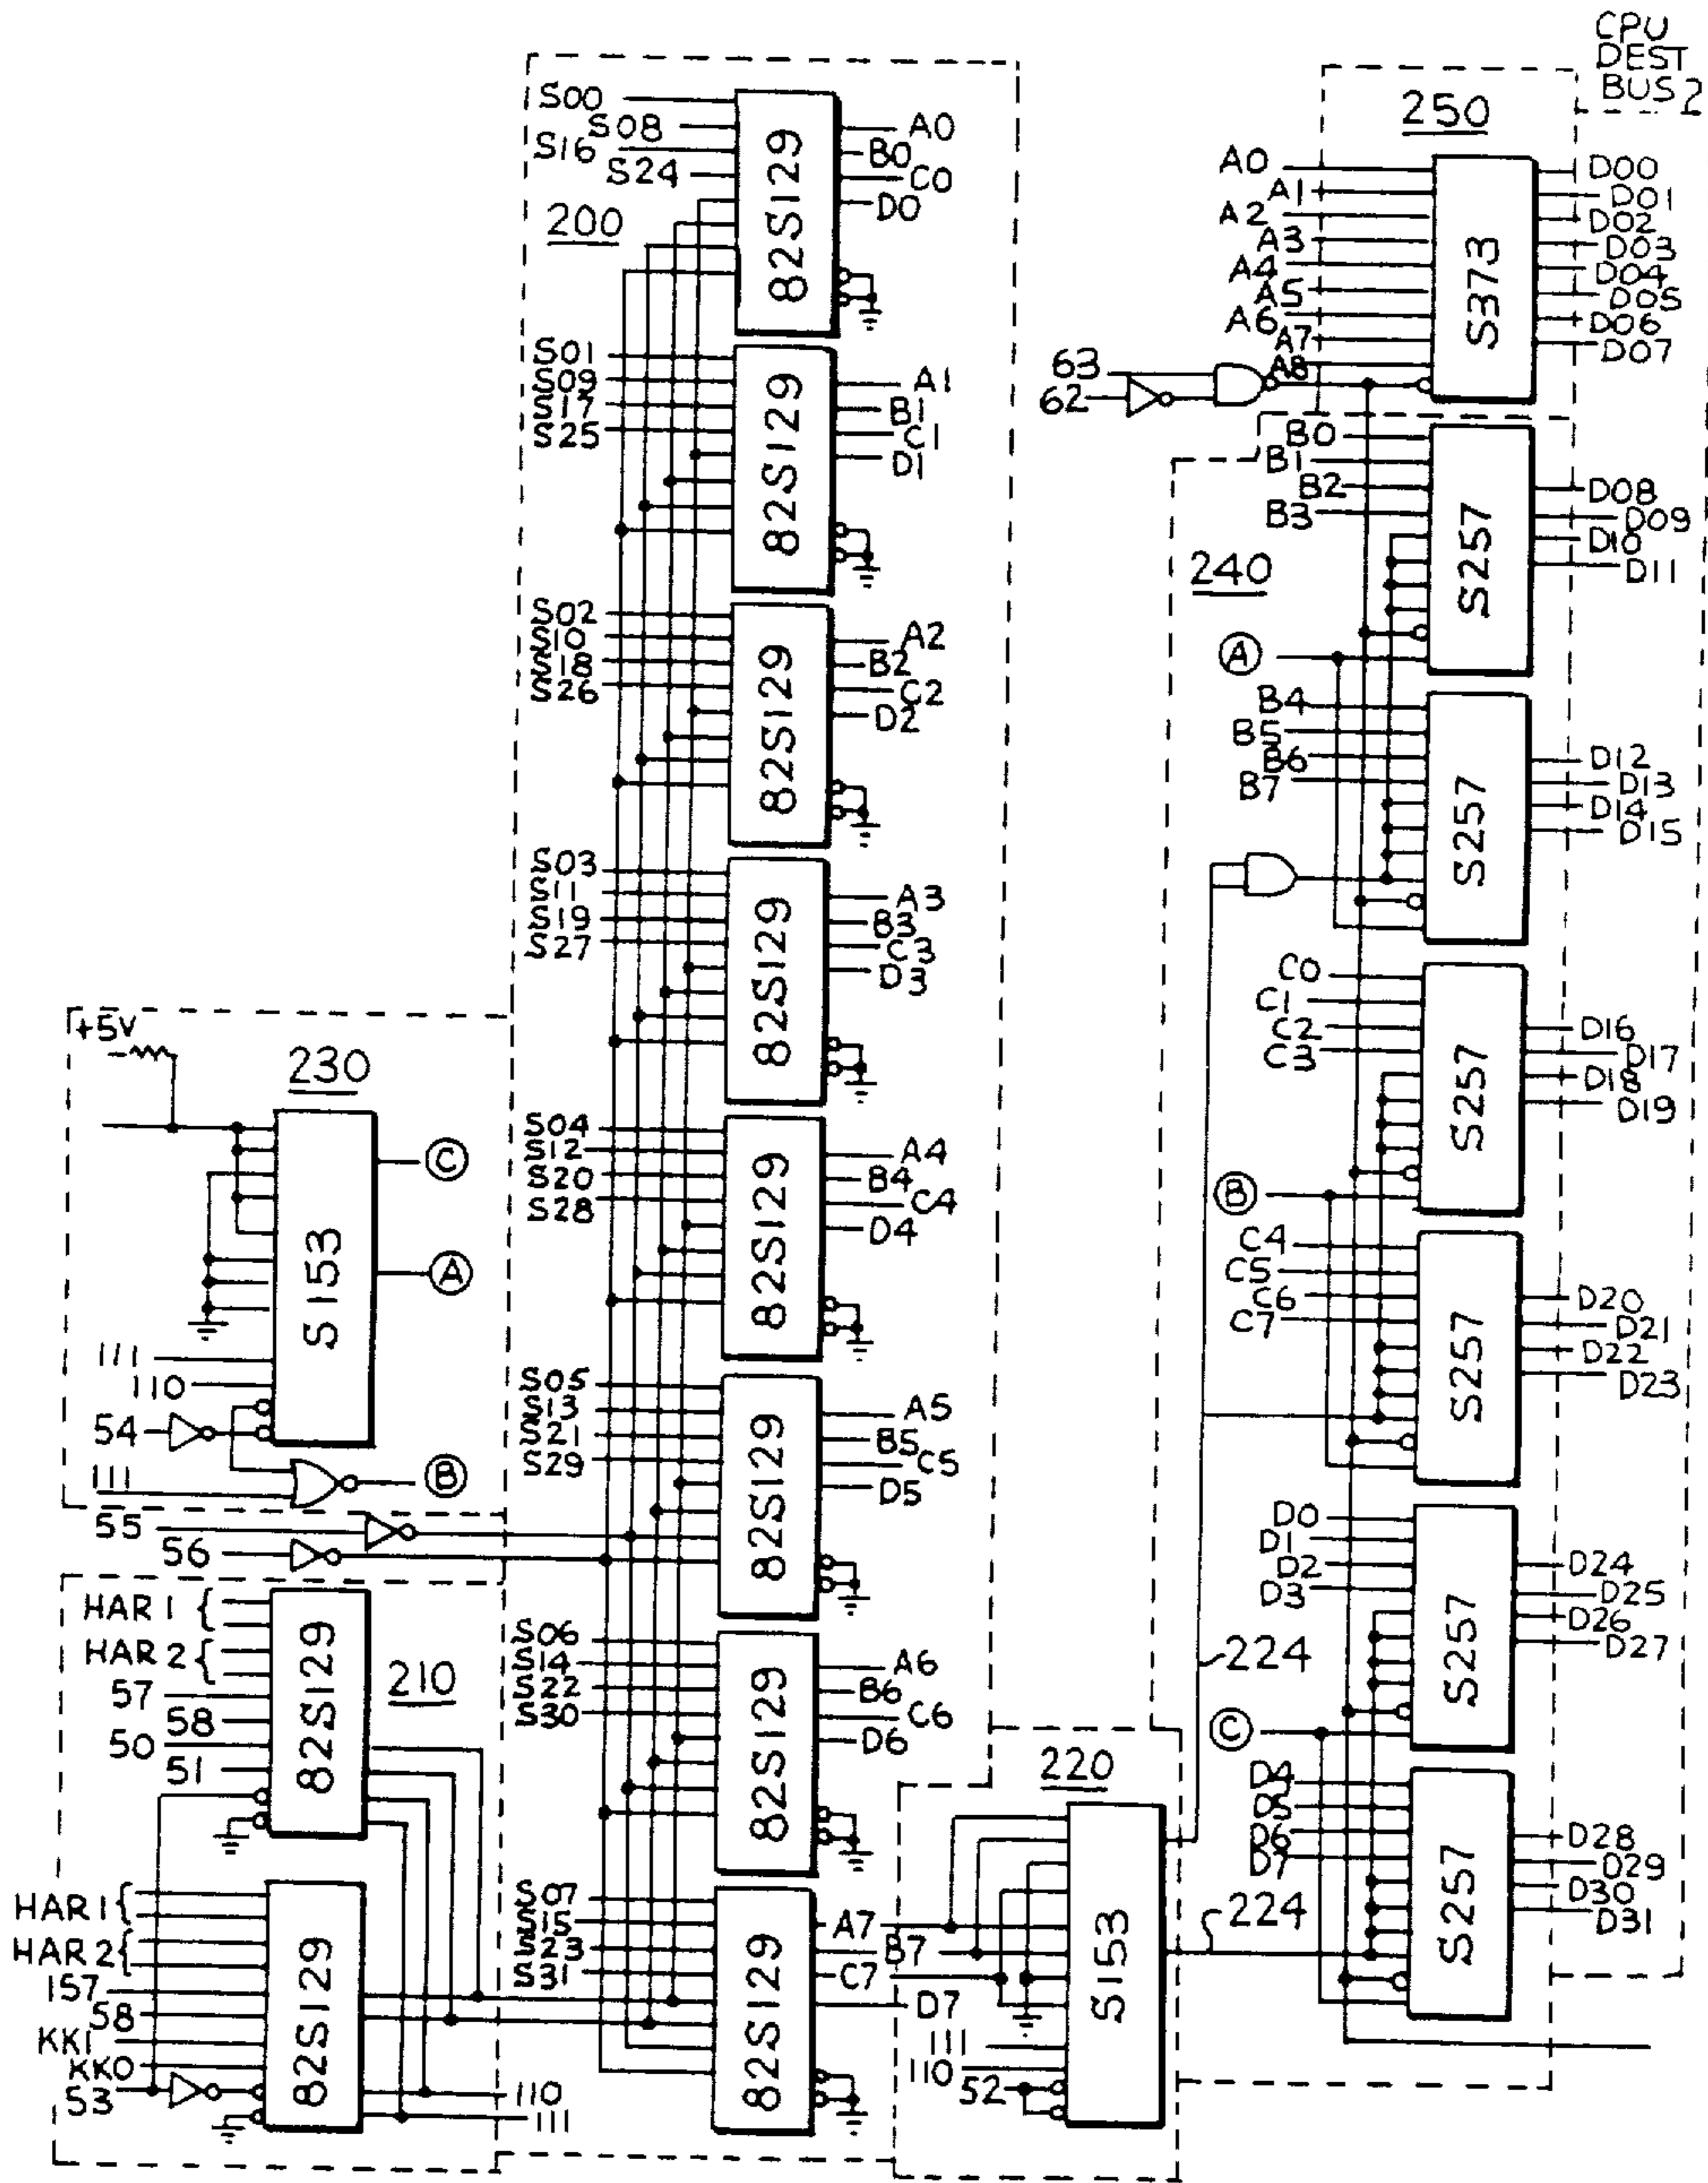 CPU
DEST
BUS 2
250
A0
A1
A2
A3
A4
A5
A6
A7
A8
S373
D00
D01
D02
D03
D04
D05
D06
D07
63
62
240
B0
B1
B2
B3
S257
D08
D09
D10
D11
A
B4
B5
B6
B7
S257
D12
D13
D14
D15
C0
C1
C2
C3
S257
D16
D17
D18
D19
B
C4
C5
C6
C7
S257
D20
D21
D22
D23
D0
D1
D2
D3
S257
D24
D25
D26
D27
224
C
D4
D5
D6
D7
S257
D28
D29
D30
D31
224
200
S00
S08
S16
S24
82S129
A0
B0
C0
D0
S01
S09
S17
S25
82S129
A1
B1
C1
D1
S02
S10
S18
S26
82S129
A2
B2
C2
D2
S03
S11
S19
S27
82S129
A3
B3
C3
D3
S04
S12
S20
S28
82S129
A4
B4
C4
D4
S05
S13
S21
S29
82S129
A5
B5
C5
D5
S06
S14
S22
S30
82S129
A6
B6
C6
D6
S07
S15
S23
S31
82S129
A7
B7
C7
D7
220
S153
111
110
52
+5V
230
S153
C
A
111
110
54
111
B
55
56
HAR 1 {
HAR 2 {
57
58
50
51
82S129
210
HAR 1 {
HAR 2 {
157
58
KK1
KK0
53
82S129
110
111